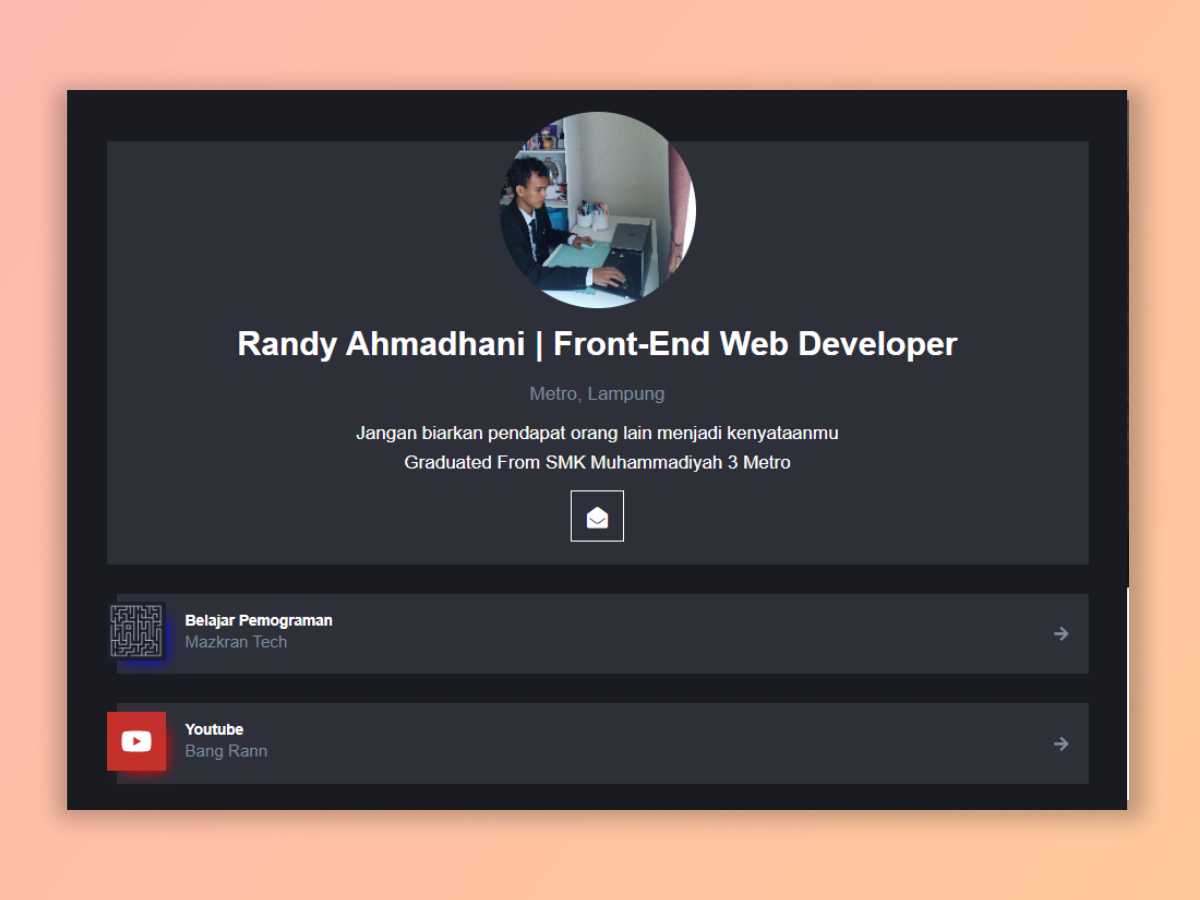 Randy Ahmadhani | Front-End Web Developer
Metro, Lampung
Jangan biarkan pendapat orang lain menjadi kenyataanmu
Graduated From SMK Muhammadiyah 3 Metro
Belajar Pemograman
Mazkran Tech
Youtube
Bang Rann